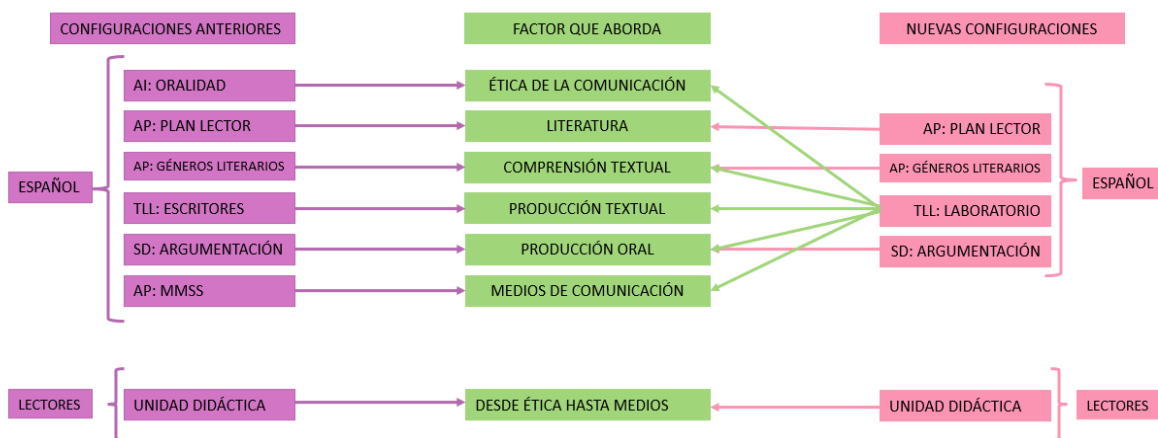 CONFIGURACIONES ANTERIORES
FACTOR QUE ABORDA
NUEVAS CONFIGURACIONES
AI: ORALIDAD
ÉTICA DE LA COMUNICACIÓN
AP: PLAN LECTOR
LITERATURA
AP: PLAN LECTOR
AP: GÉNEROS LITERARIOS
COMPRENSIÓN TEXTUAL
AP: GÉNEROS LITERARIOS
ESPAÑOL
ESPAÑOL
TLL: ESCRITORES
PRODUCCIÓN TEXTUAL
TLL: LABORATORIO
SD: ARGUMENTACIÓN
PRODUCCIÓN ORAL
SD: ARGUMENTACIÓN
AP: MMSS
MEDIOS DE COMUNICACIÓN
LECTORES
UNIDAD DIDÁCTICA
DESDE ÉTICA HASTA MEDIOS
UNIDAD DIDÁCTICA
LECTORES